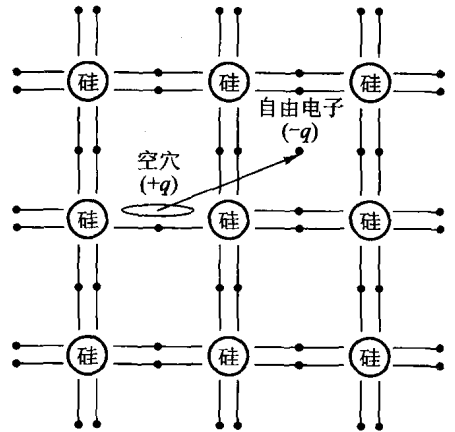 硅 硅 硅
自由电子
(−q)
空穴
(+q)
硅 硅 硅
硅 硅 硅